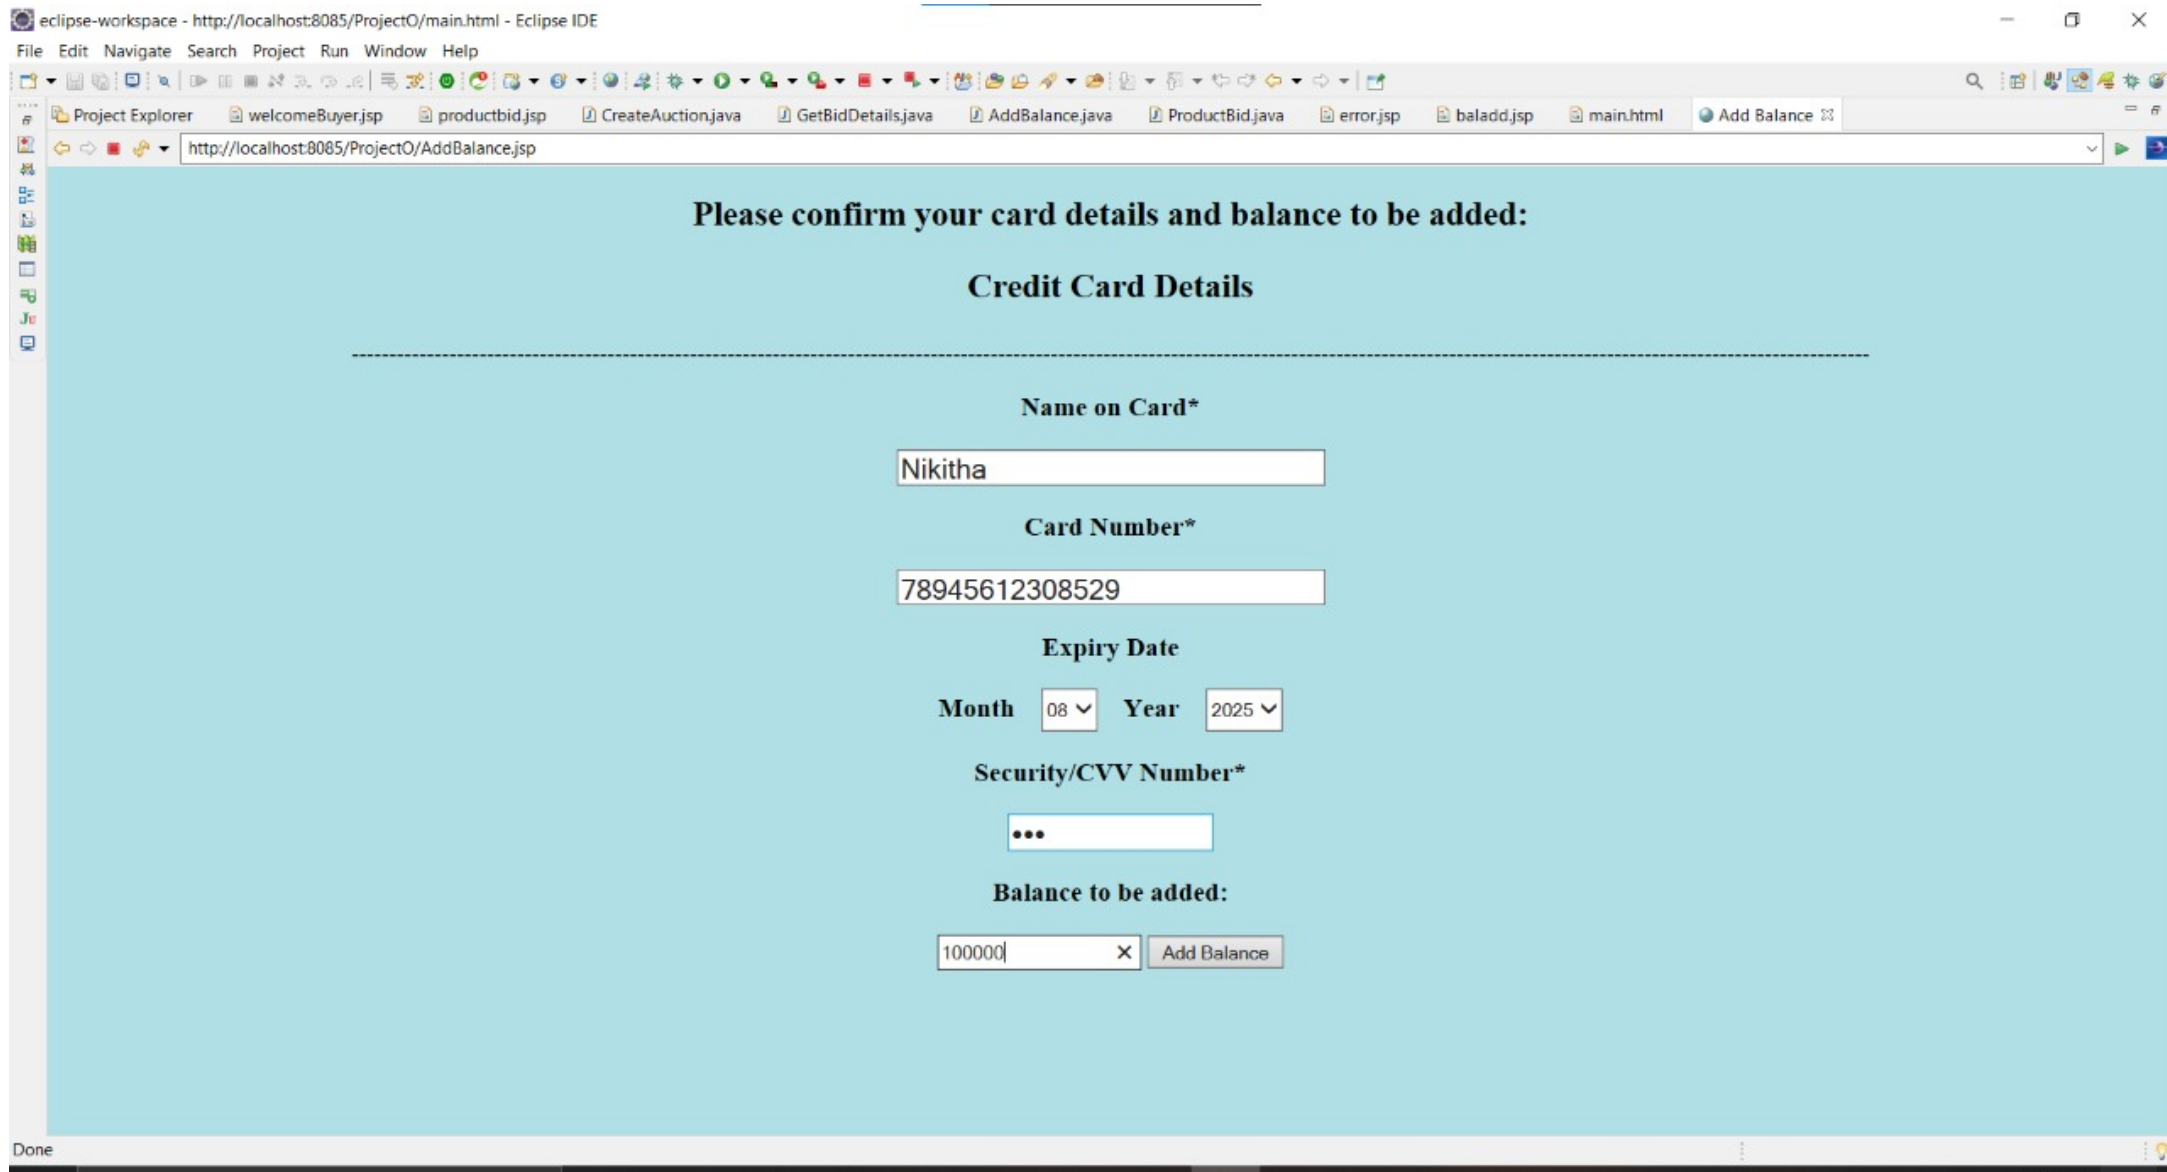 eclipse-workspace - http://localhost:8085/ProjectO/main.html - Eclipse IDE
File Edit Navigate Search Project Run Window Help
Project Explorer welcomeBuyer.jsp productbid.jsp CreateAuction.java GetBidDetails.java AddBalance.java ProductBid.java error.jsp baladd.jsp main.html Add Balance
http://localhost:8085/ProjectO/AddBalance.jsp
Please confirm your card details and balance to be added:
Credit Card Details
Name on Card*
Nikitha
Card Number*
78945612308529
Expiry Date
Month 08 Year 2025
Security/CVV Number*
Balance to be added:
100000 Add Balance
Done